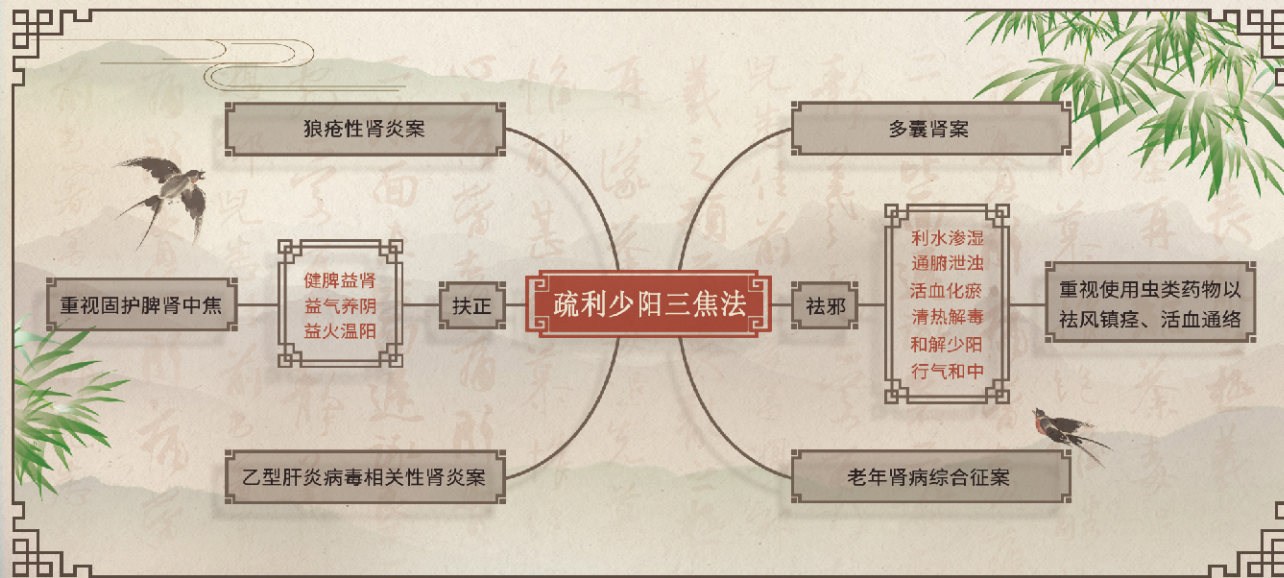 狼疮性肾炎案
多囊肾案
重视固护脾肾中焦
健脾益肾
益气养阴
益火温阳
扶正
疏利少阳三焦法
祛邪
利水渗湿
通腑泄浊
活血化瘀
清热解毒
和解少阳
行气和中
重视使用虫类药物以
祛风镇痉、活血通络
乙型肝炎病毒相关性肾炎案
老年肾病综合征案